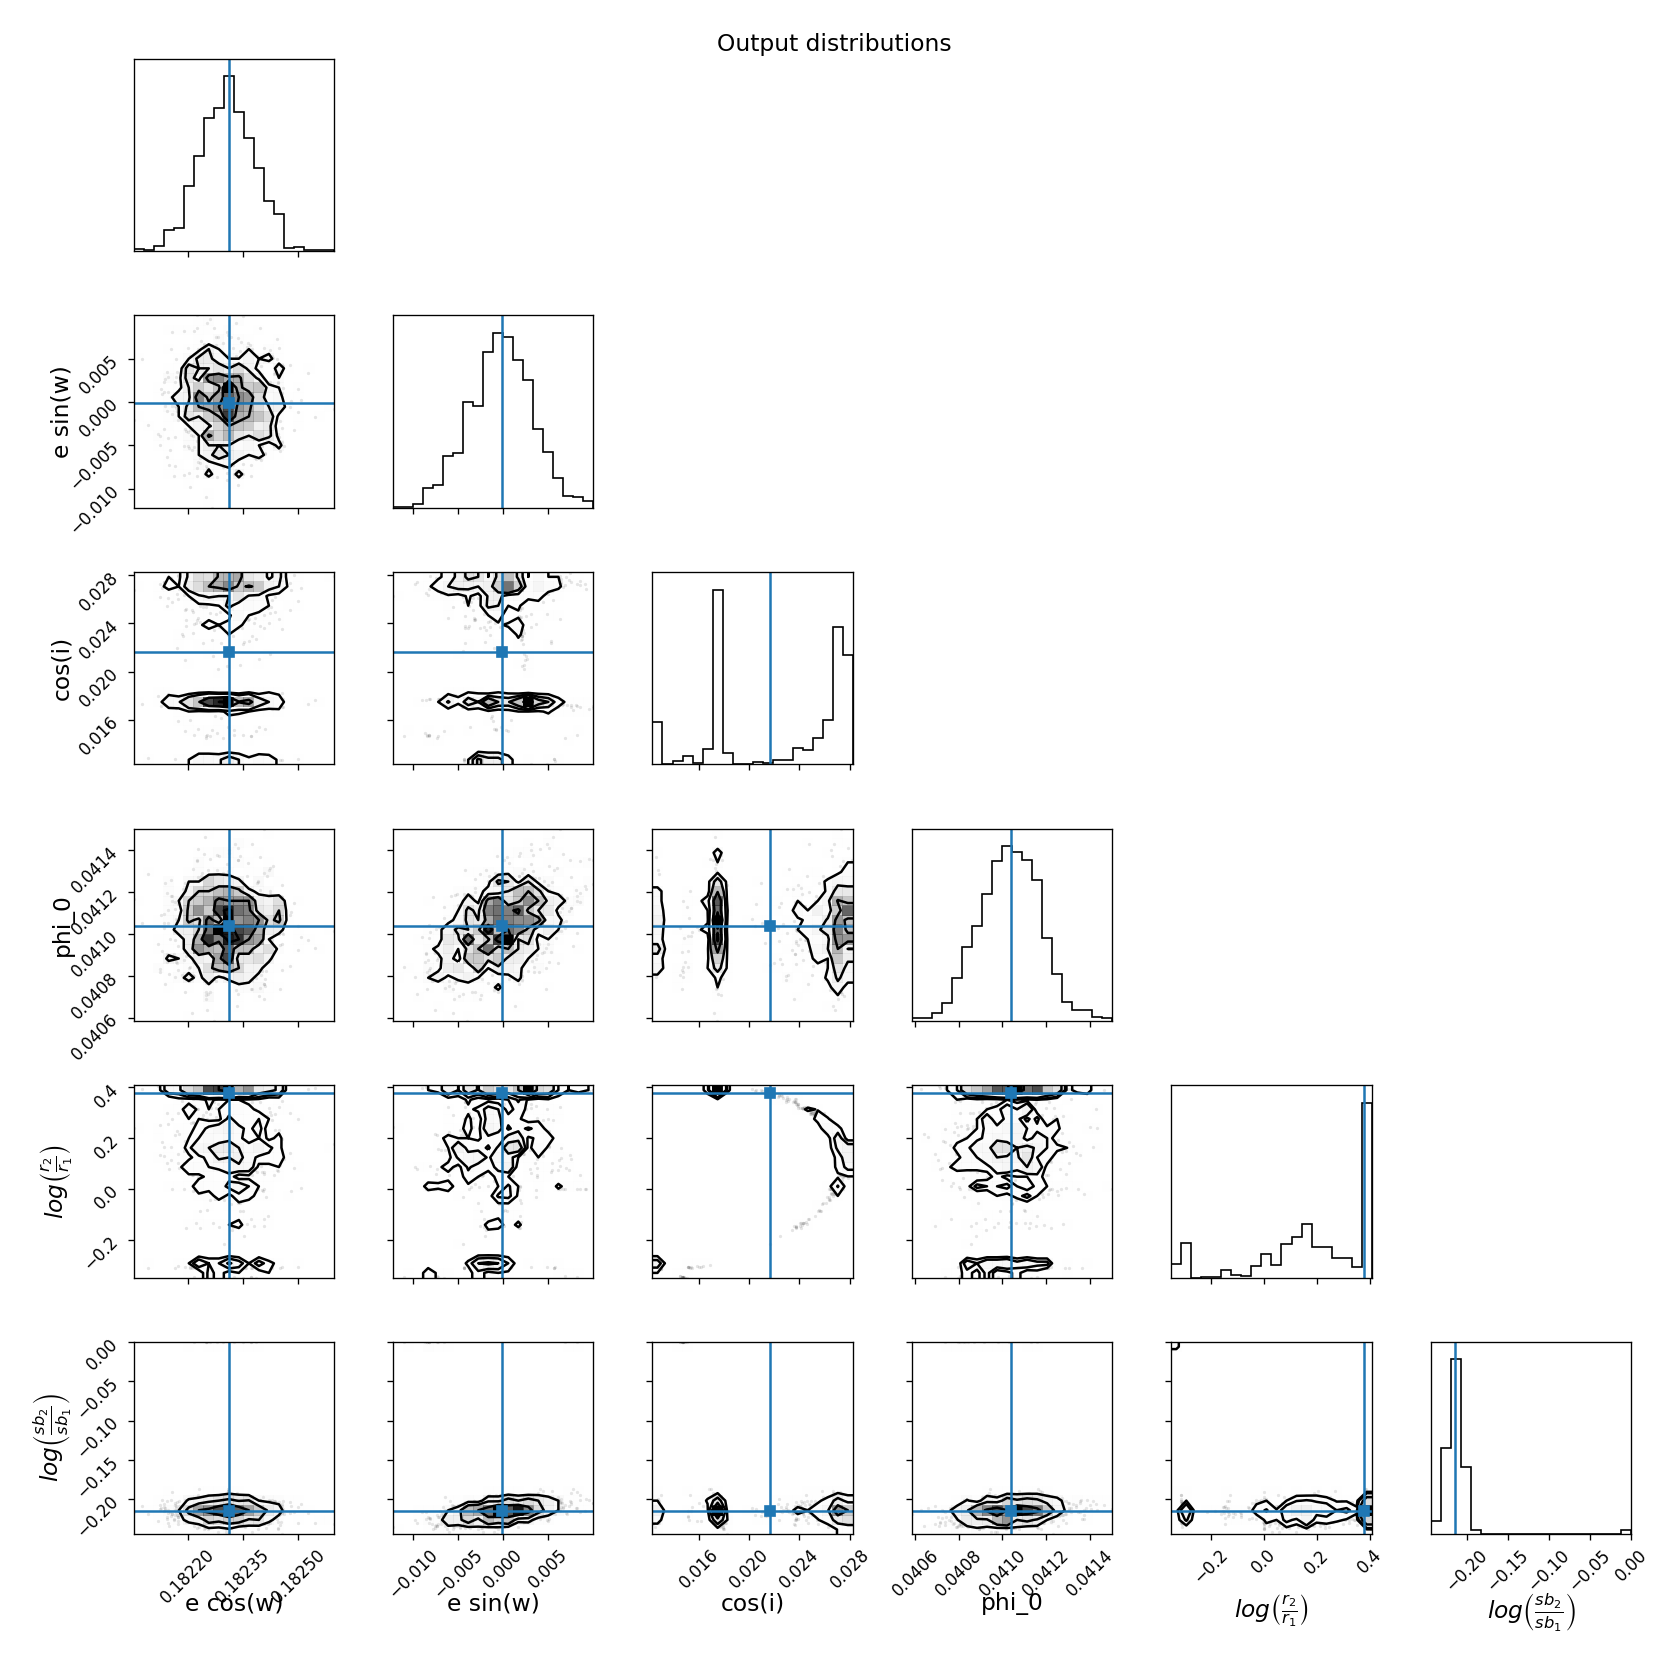 Output distributions
e sin(w)
0.005
0.000
−0.005
−0.010
cos(i)
0.028
0.024
0.020
0.016
phi_0
0.0414
0.0412
0.0410
0.0408
0.0406
log(r₂/r₁)
0.4
0.2
0.0
−0.2
log(sb₂/sb₁)
0.00
−0.05
−0.10
−0.15
−0.20
0.18220 0.18235 0.18250
−0.010 −0.005 0.000 0.005
0.016 0.020 0.024 0.028
0.0406 0.0408 0.0410 0.0412 0.0414
−0.2 0.0 0.2 0.4
−0.20 −0.15 −0.10 −0.05 0.00
e cos(w) e sin(w) cos(i) phi_0 log(r₂/r₁) log(sb₂/sb₁)